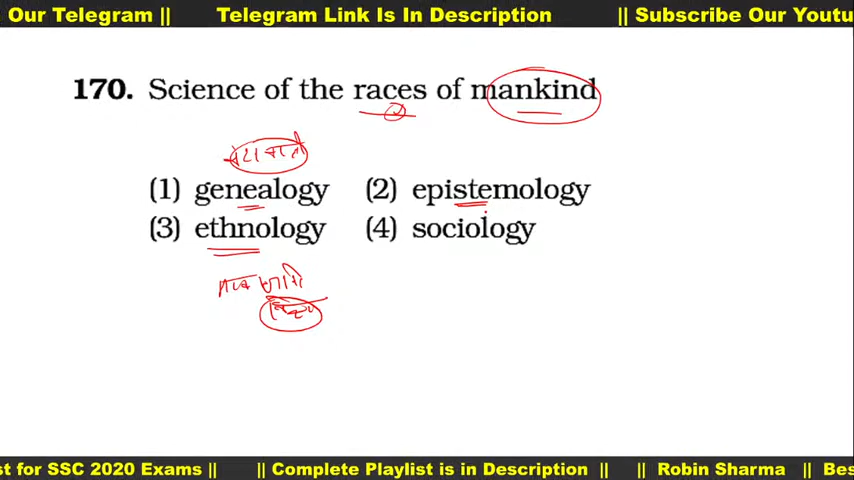 Our Telegram || Telegram Link Is In Description || Subscribe Our Youtu
170. Science of the races of mankind
(1) genealogy (2) epistemology
(3) ethnology (4) sociology
st for SSC 2020 Exams || || Complete Playlist is in Description || || Robin Sharma || Bes